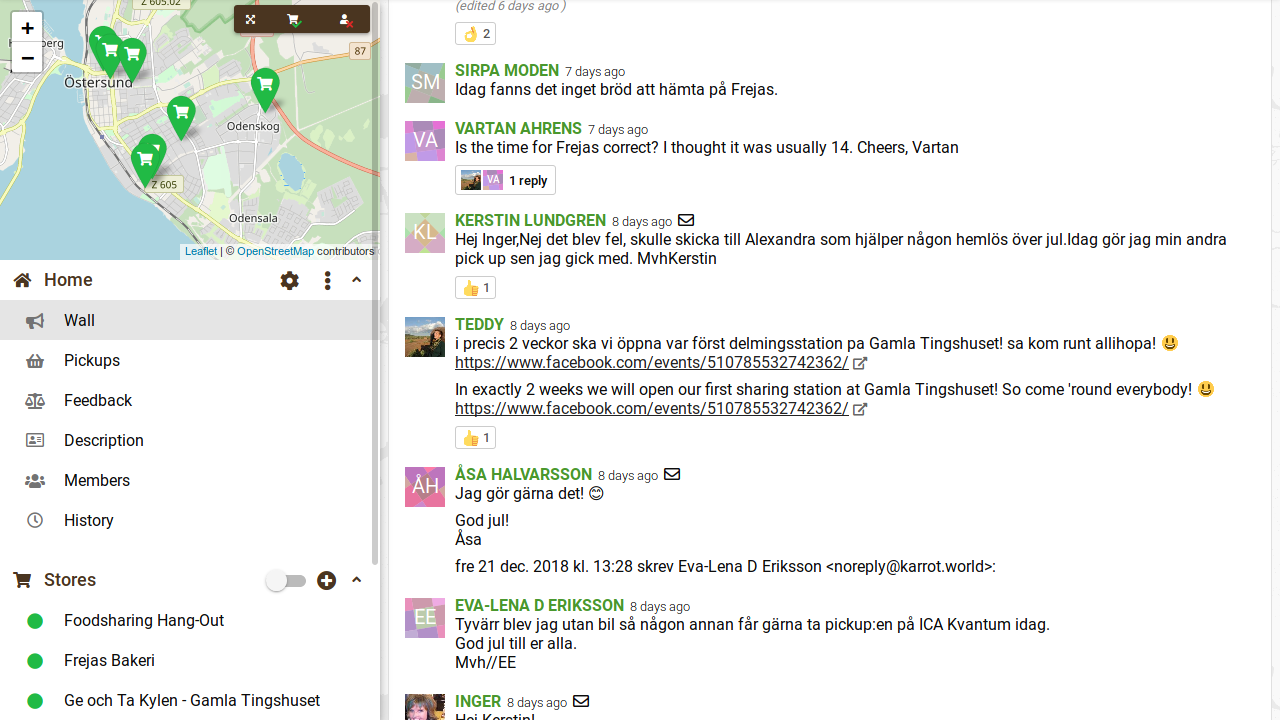 +
−
Z 605.02
87
Östersund
Odenskog
Z 605
Odensala
Leaflet | © OpenStreetMap contributors
Home
Wall
Pickups
Feedback
Description
Members
History
Stores
Foodsharing Hang-Out
Frejas Bakeri
Ge och Ta Kylen - Gamla Tingshuset
(edited 6 days ago )
2
SM
SIRPA MODEN 7 days ago
Idag fanns det inget bröd att hämta på Frejas.
VA
VARTAN AHRENS 7 days ago
Is the time for Frejas correct? I thought it was usually 14. Cheers, Vartan
VA 1 reply
KL
KERSTIN LUNDGREN 8 days ago
Hej Inger,Nej det blev fel, skulle skicka till Alexandra som hjälper någon hemlös över jul.Idag gör jag min andra
pick up sen jag gick med. MvhKerstin
1
TEDDY 8 days ago
i precis 2 veckor ska vi öppna var först delmingsstation pa Gamla Tingshuset! sa kom runt allihopa! 😃
https://www.facebook.com/events/510785532742362/
In exactly 2 weeks we will open our first sharing station at Gamla Tingshuset! So come 'round everybody! 😃
https://www.facebook.com/events/510785532742362/
1
ÅH
ÅSA HALVARSSON 8 days ago
Jag gör gärna det! 😊
God jul!
Åsa
fre 21 dec. 2018 kl. 13:28 skrev Eva-Lena D Eriksson <noreply@karrot.world>:
EE
EVA-LENA D ERIKSSON 8 days ago
Tyvärr blev jag utan bil så någon annan får gärna ta pickup:en på ICA Kvantum idag.
God jul till er alla.
Mvh//EE
INGER 8 days ago
Hej Kerstin!